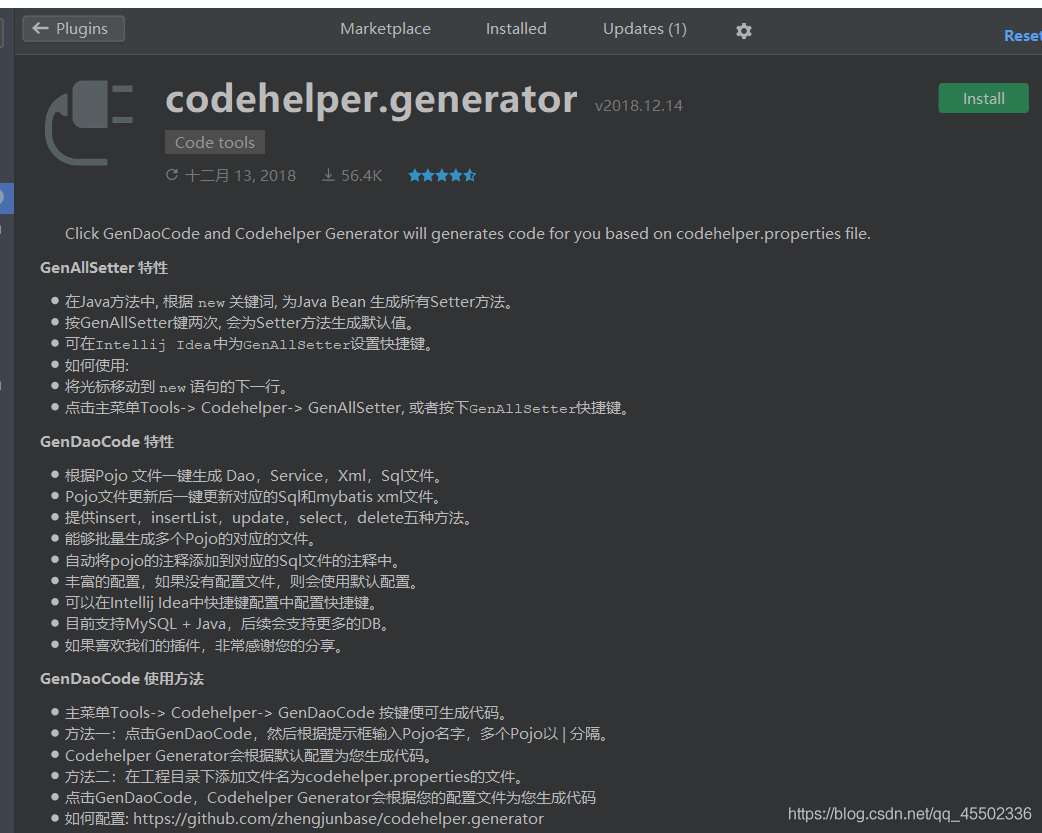 Plugins
Marketplace Installed Updates (1)
Reset
codehelper.generator v2018.12.14
Install
Code tools
十二月 13, 2018 56.4K
Click GenDaoCode and Codehelper Generator will generates code for you based on codehelper.properties file.
GenAllSetter 特性
在Java方法中, 根据 new 关键词, 为Java Bean 生成所有Setter方法。
按GenAllSetter键两次, 会为Setter方法生成默认值。
可在Intellij Idea中为GenAllSetter设置快捷键。
如何使用:
将光标移动到 new 语句的下一行。
点击主菜单Tools-> Codehelper-> GenAllSetter, 或者按下GenAllSetter快捷键。
GenDaoCode 特性
根据Pojo 文件一键生成 Dao，Service，Xml，Sql文件。
Pojo文件更新后一键更新对应的Sql和mybatis xml文件。
提供insert，insertList，update，select，delete五种方法。
能够批量生成多个Pojo的对应的文件。
自动将pojo的注释添加到对应的Sql文件的注释中。
丰富的配置，如果没有配置文件，则会使用默认配置。
可以在Intellij Idea中快捷键配置中配置快捷键。
目前支持MySQL + Java，后续会支持更多的DB。
如果喜欢我们的插件，非常感谢您的分享。
GenDaoCode 使用方法
主菜单Tools-> Codehelper-> GenDaoCode 按键便可生成代码。
方法一：点击GenDaoCode，然后根据提示框输入Pojo名字，多个Pojo以 | 分隔。
Codehelper Generator会根据默认配置为您生成代码。
方法二：在工程目录下添加文件名为codehelper.properties的文件。
点击GenDaoCode，Codehelper Generator会根据您的配置文件为您生成代码
如何配置: https://github.com/zhengjunbase/codehelper.generator
https://blog.csdn.net/qq_45502336